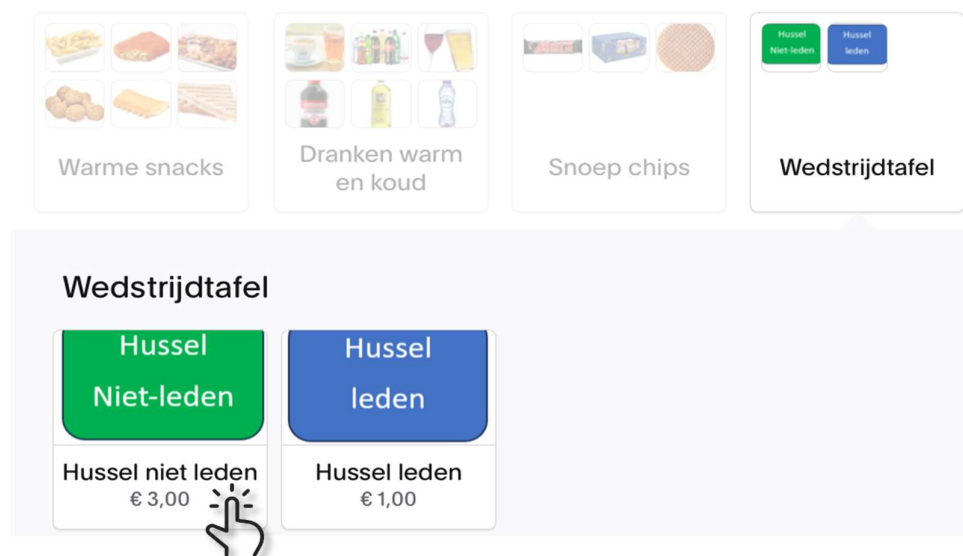 Hussel
Niet-leden
Hussel
leden
Warme snacks
Dranken warm
en koud
Snoep chips
Wedstrijdtafel
Wedstrijdtafel
Hussel
Niet-leden
Hussel
leden
Hussel niet leden
€ 3,00
Hussel leden
€ 1,00